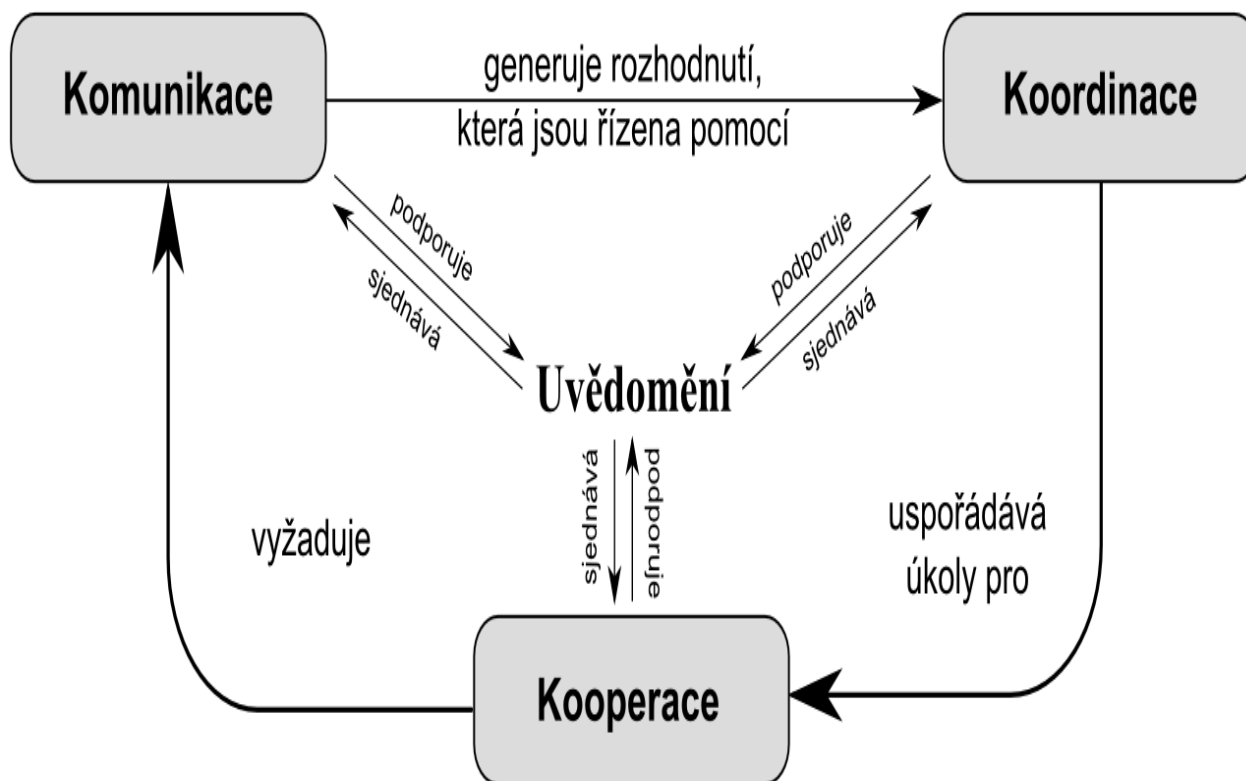 Komunikace
generuje rozhodnutí,
která jsou řízena pomocí
Koordinace
podporuje
sjednává
podporuje
sjednává
Uvědomění
sjednává
podporuje
vyžaduje
uspořádává
úkoly pro
Kooperace